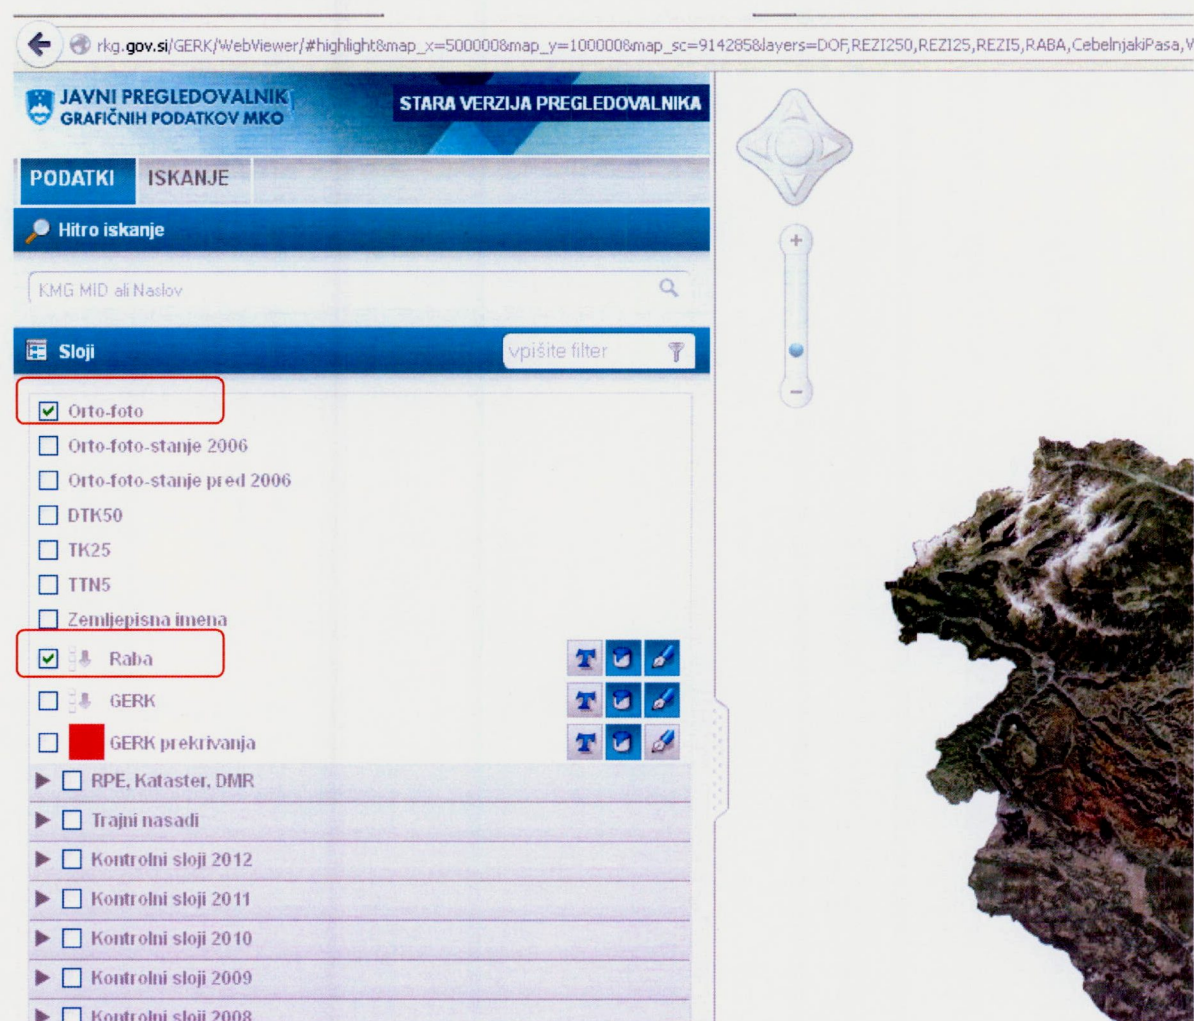 rkg.gov.si/GERK/WebViewer/#highlight&map_x=500000&map_y=100000&map_sc=914285&layers=DOF,REZI250,REZI25,REZI5,RABA,CebelnjakiPasa,V
JAVNI PREGLEDOVALNIK
GRAFIČNIH PODATKOV MKO
STARA VERZIJA PREGLEDOVALNIKA
PODATKI ISKANJE
Hitro iskanje
KMG MID ali Naslov
Sloji vpišite filter
Orto-foto
Orto-foto-stanje 2006
Orto-foto-stanje pred 2006
DTK50
TK25
TTN5
Zemljepisna imena
Raba
GERK
GERK prekrivanja
RPE, Kataster, DMR
Trajni nasadi
Kontrolni sloji 2012
Kontrolni sloji 2011
Kontrolni sloji 2010
Kontrolni sloji 2009
Kontrolni sloji 2008